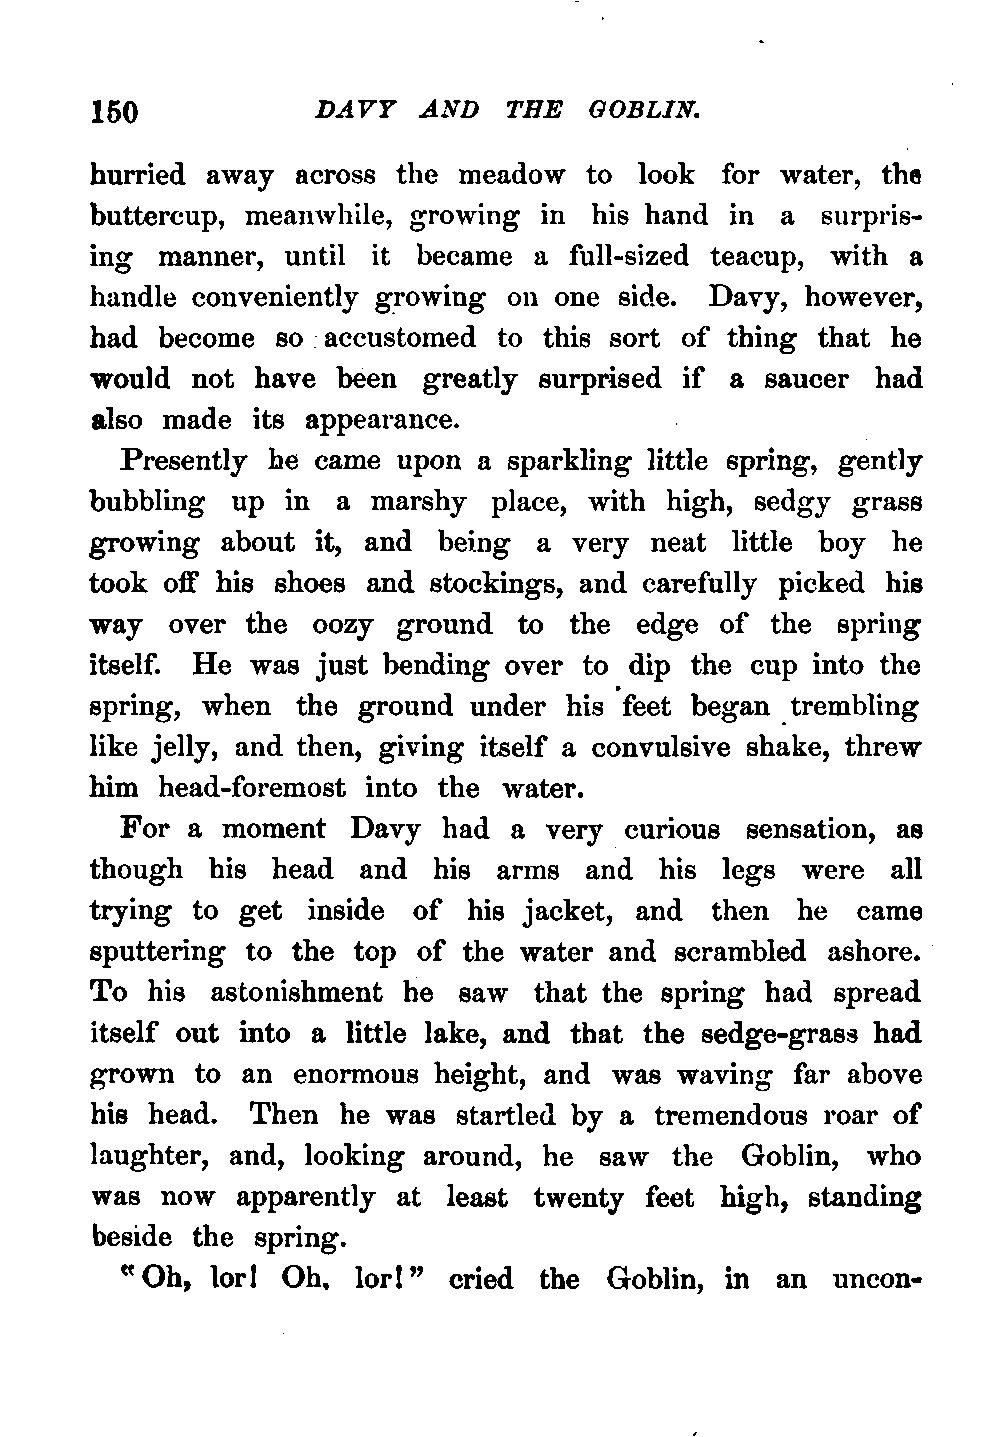 150 DAVY AND THE GOBLIN.
hurried away across the meadow to look for water, the
buttercup, meanwhile, growing in his hand in a surpris-
ing manner, until it became a full-sized teacup, with a
handle conveniently growing on one side. Davy, however,
had become so accustomed to this sort of thing that he
would not have been greatly surprised if a saucer had
also made its appearance.
Presently he came upon a sparkling little spring, gently
bubbling up in a marshy place, with high, sedgy grass
growing about it, and being a very neat little boy he
took off his shoes and stockings, and carefully picked his
way over the oozy ground to the edge of the spring
itself. He was just bending over to dip the cup into the
spring, when the ground under his feet began trembling
like jelly, and then, giving itself a convulsive shake, threw
him head-foremost into the water.
For a moment Davy had a very curious sensation, as
though his head and his arms and his legs were all
trying to get inside of his jacket, and then he came
sputtering to the top of the water and scrambled ashore.
To his astonishment he saw that the spring had spread
itself out into a little lake, and that the sedge-grass had
grown to an enormous height, and was waving far above
his head. Then he was startled by a tremendous roar of
laughter, and, looking around, he saw the Goblin, who
was now apparently at least twenty feet high, standing
beside the spring.
“Oh, lor! Oh, lor!” cried the Goblin, in an uncon-